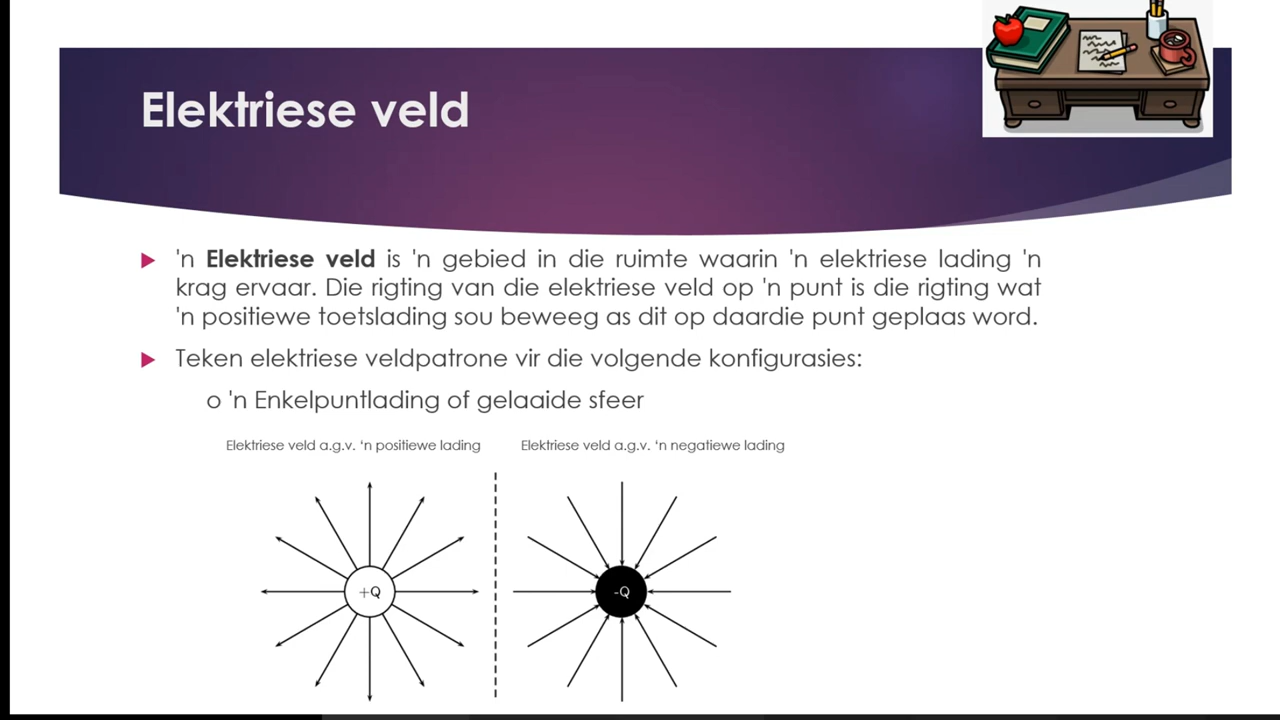 Elektriese veld
'n Elektriese veld is 'n gebied in die ruimte waarin 'n elektriese lading 'n
krag ervaar. Die rigting van die elektriese veld op 'n punt is die rigting wat
'n positiewe toetslading sou beweeg as dit op daardie punt geplaas word.
Teken elektriese veldpatrone vir die volgende konfigurasies:
o 'n Enkelpuntlading of gelaaide sfeer
Elektriese veld a.g.v. ‘n positiewe lading
Elektriese veld a.g.v. ‘n negatiewe lading
+Q
-Q